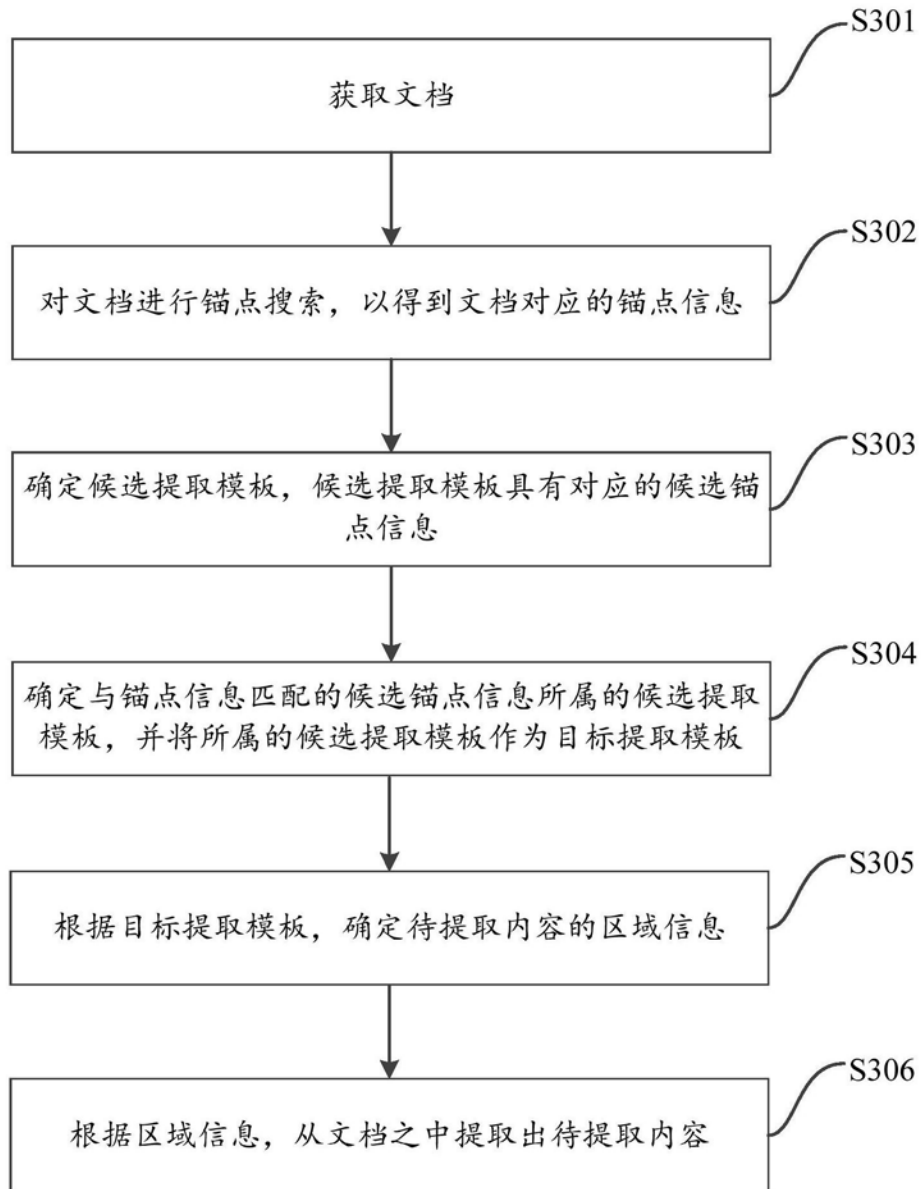 S301
获取文档
S302
对文档进行锚点搜索，以得到文档对应的锚点信息
S303
确定候选提取模板，候选提取模板具有对应的候选锚
点信息
S304
确定与锚点信息匹配的候选锚点信息所属的候选提取
模板，并将所属的候选提取模板作为目标提取模板
S305
根据目标提取模板，确定待提取内容的区域信息
S306
根据区域信息，从文档之中提取出待提取内容